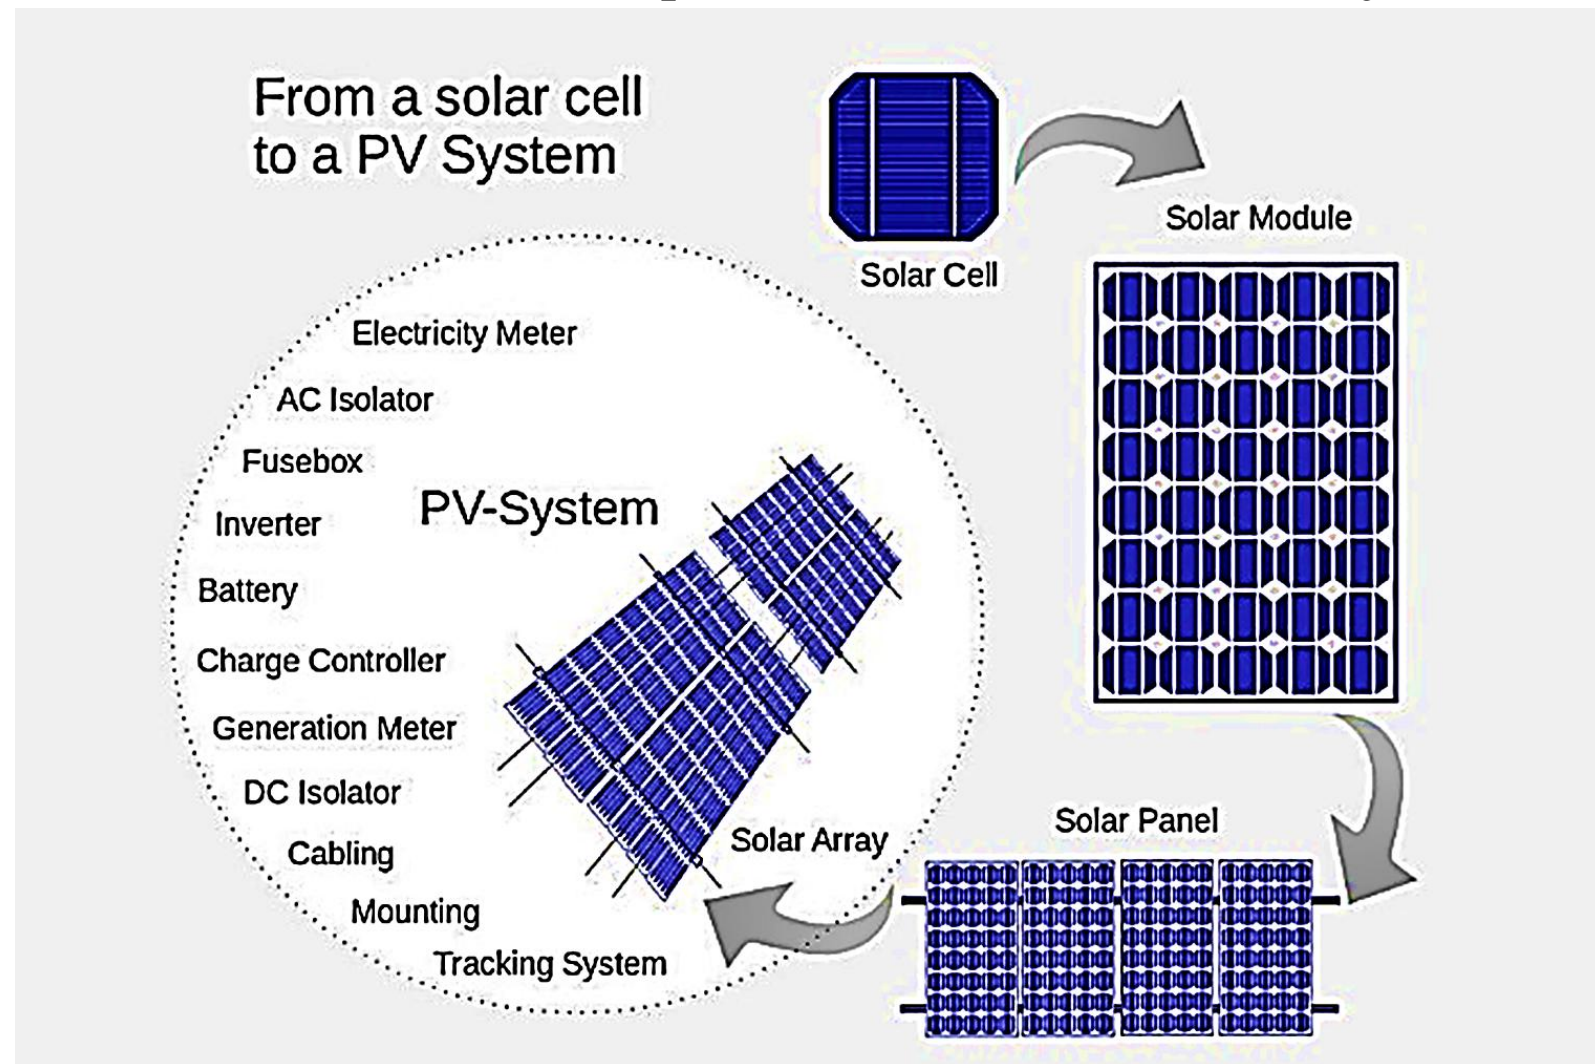 From a solar cell
to a PV System
Solar Cell
Solar Module
Electricity Meter
AC Isolator
Fusebox
Inverter
PV-System
Battery
Charge Controller
Generation Meter
DC Isolator
Cabling
Mounting
Tracking System
Solar Array
Solar Panel